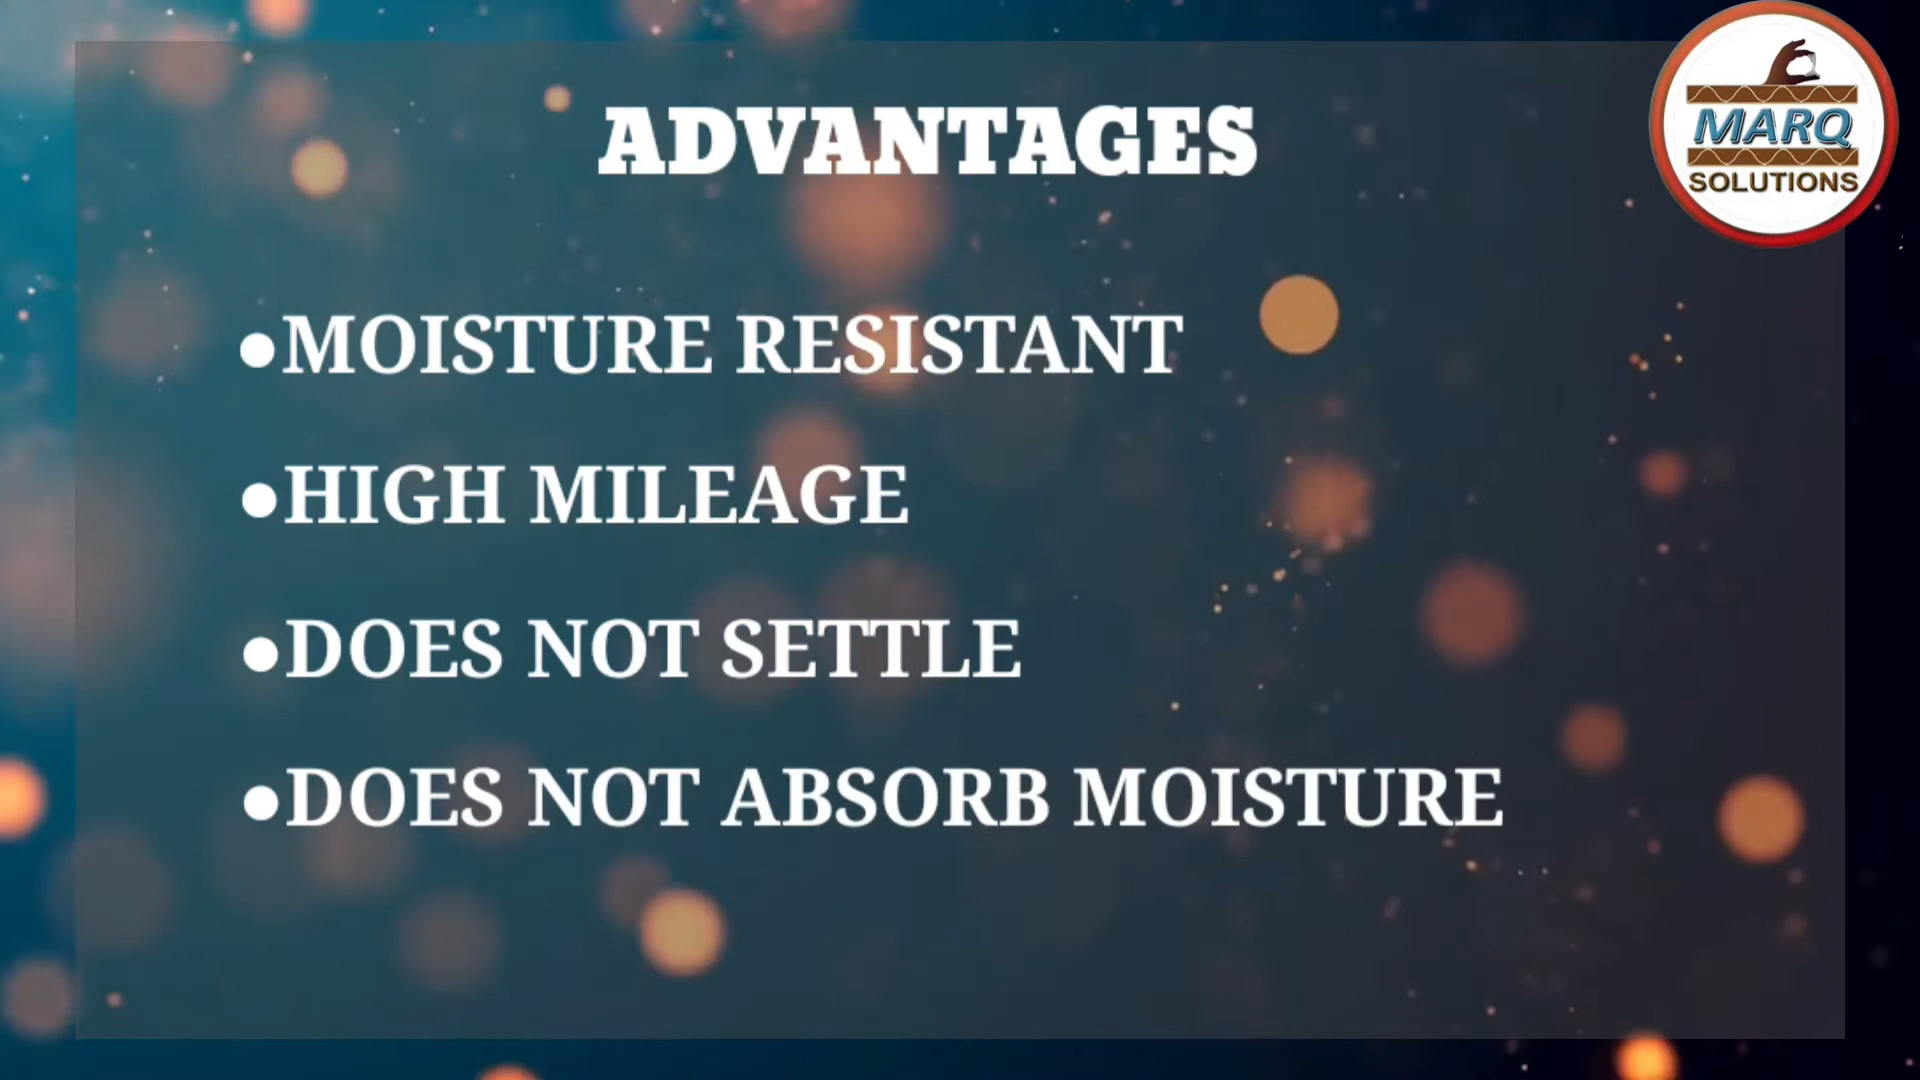 ADVANTAGES
MARQ
SOLUTIONS
•MOISTURE RESISTANT
•HIGH MILEAGE
•DOES NOT SETTLE
•DOES NOT ABSORB MOISTURE